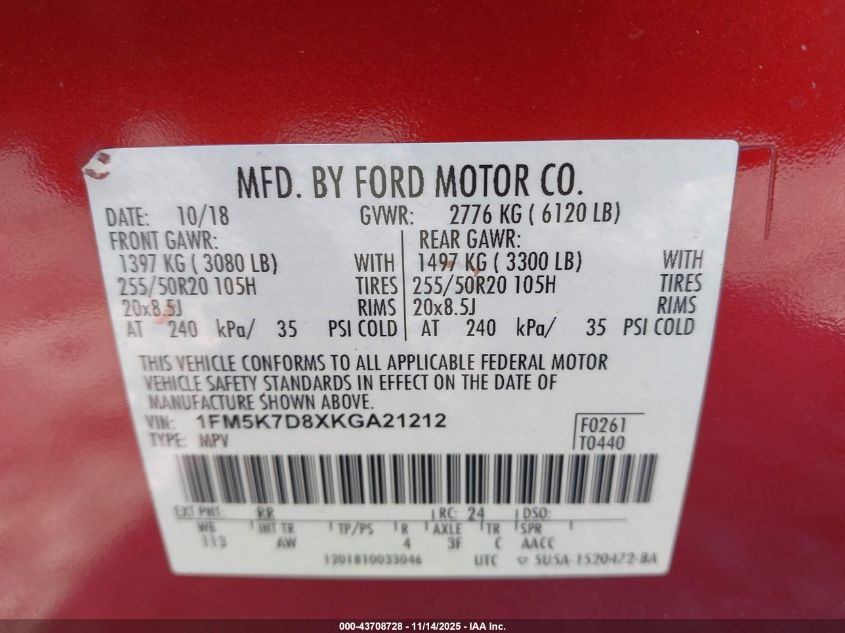 MFD. BY FORD MOTOR CO.
DATE: 10/18 GVWR: 2776 KG ( 6120 LB)
FRONT GAWR: REAR GAWR:
1397 KG ( 3080 LB) WITH 1497 KG ( 3300 LB) WITH
255/50R20 105H TIRES 255/50R20 105H TIRES
20x8.5J RIMS 20x8.5J RIMS
AT 240 kPa/ 35 PSI COLD AT 240 kPa/ 35 PSI COLD
THIS VEHICLE CONFORMS TO ALL APPLICABLE FEDERAL MOTOR
VEHICLE SAFETY STANDARDS IN EFFECT ON THE DATE OF
MANUFACTURE SHOWN ABOVE.
VIN: 1FM5K7D8XKGA21212 F0261
TYPE: MPV T0440
EXT PNT: RR RC: 24 DSO:
WB INT TR TP/PS R AXLE TR SPR
113 AW 4 3F C AACC
1201810033046 UTC SU5A-1520472-BA
000-43708728 - 11/14/2025 - IAA Inc.